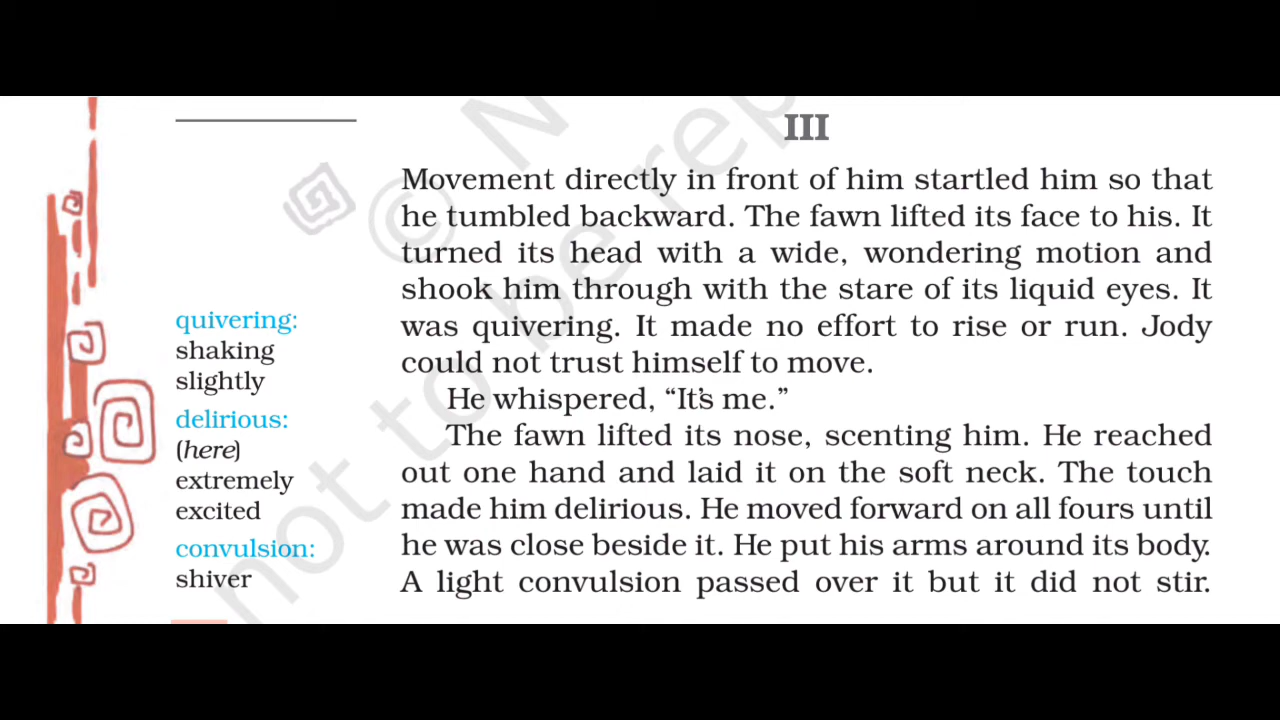 III
Movement directly in front of him startled him so that
he tumbled backward. The fawn lifted its face to his. It
turned its head with a wide, wondering motion and
shook him through with the stare of its liquid eyes. It
was quivering. It made no effort to rise or run. Jody
could not trust himself to move.
He whispered, “It’s me.”
The fawn lifted its nose, scenting him. He reached
out one hand and laid it on the soft neck. The touch
made him delirious. He moved forward on all fours until
he was close beside it. He put his arms around its body.
A light convulsion passed over it but it did not stir.
quivering:
shaking
slightly
delirious:
(here)
extremely
excited
convulsion:
shiver
© N
not to be rep